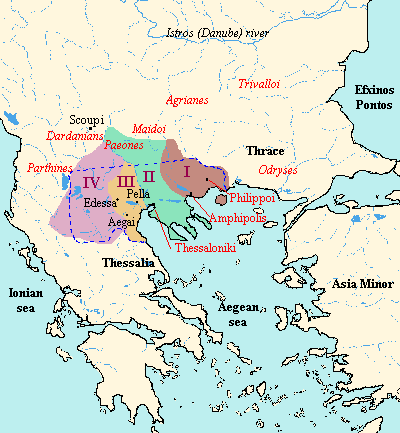 Istros (Danube) river
Trivalloi
Efxinos
Pontos
Agrianes
Scoupi
Maidoi
Dardanians
Paeones
Thrace
Parthines
Odryses
I
II
III
IV
Pella
Philippoi
Edessa
Amphipolis
Aegai
Thessaloniki
Thessalia
Asia Minor
Ionian
sea
Aegean
sea